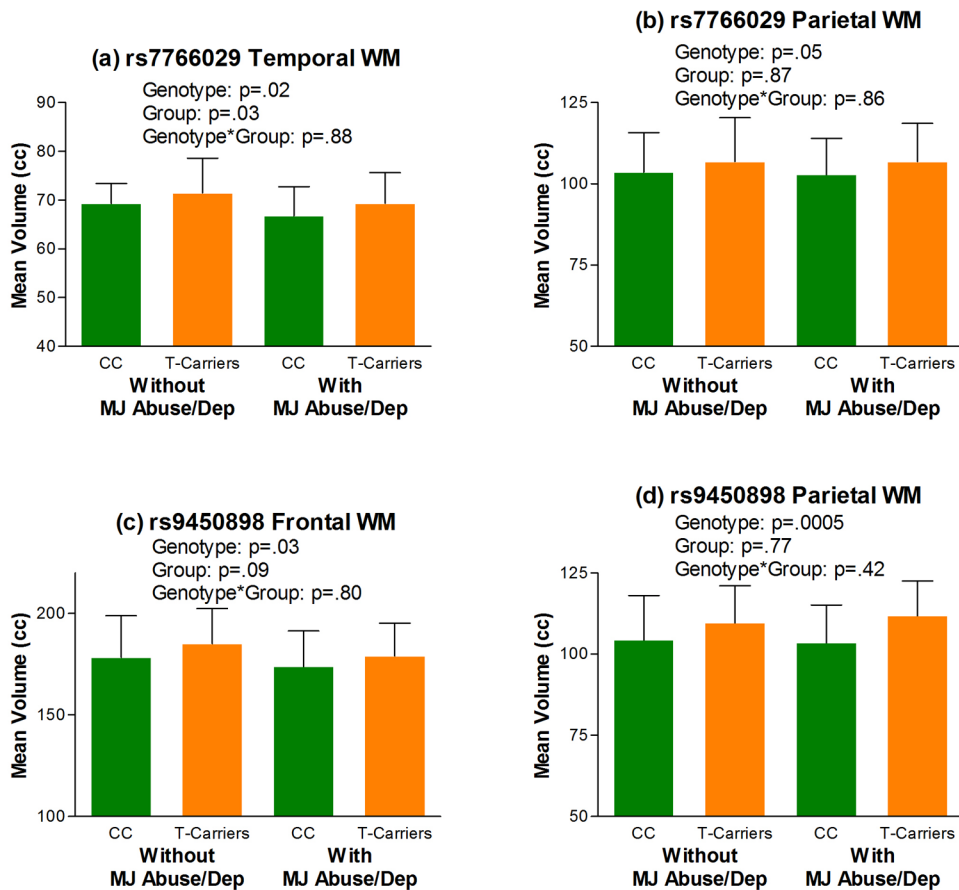 (a) rs7766029 Temporal WM
Genotype: p=.02
Group: p=.03
Genotype*Group: p=.88
Mean Volume (cc)
90
80
70
60
50
40
CC T-Carriers CC T-Carriers
Without With
MJ Abuse/Dep MJ Abuse/Dep
(b) rs7766029 Parietal WM
Genotype: p=.05
Group: p=.87
Genotype*Group: p=.86
Mean Volume (cc)
125
100
75
50
CC T-Carriers CC T-Carriers
Without With
MJ Abuse/Dep MJ Abuse/Dep
(c) rs9450898 Frontal WM
Genotype: p=.03
Group: p=.09
Genotype*Group: p=.80
Mean Volume (cc)
200
150
100
CC T-Carriers CC T-Carriers
Without With
MJ Abuse/Dep MJ Abuse/Dep
(d) rs9450898 Parietal WM
Genotype: p=.0005
Group: p=.77
Genotype*Group: p=.42
Mean Volume (cc)
125
100
75
50
CC T-Carriers CC T-Carriers
Without With
MJ Abuse/Dep MJ Abuse/Dep